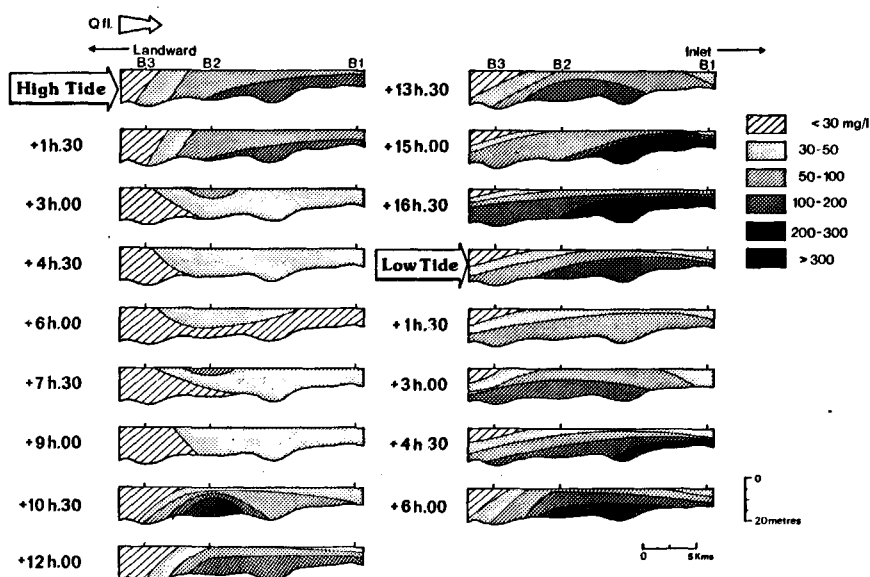 Q fl.
Landward
B3 B2 B1
High Tide
+1h.30
+3h.00
+4h.30
+6h.00
+7h.30
+9h.00
+10h.30
+12h.00
Inlet
B3 B2 B1
+13h.30
+15h.00
+16h.30
Low Tide
+1h.30
+3h.00
+4h 30
+6h.00
< 30 mg/l
30-50
50-100
100-200
200-300
> 300
0
20metres
0 5Kms